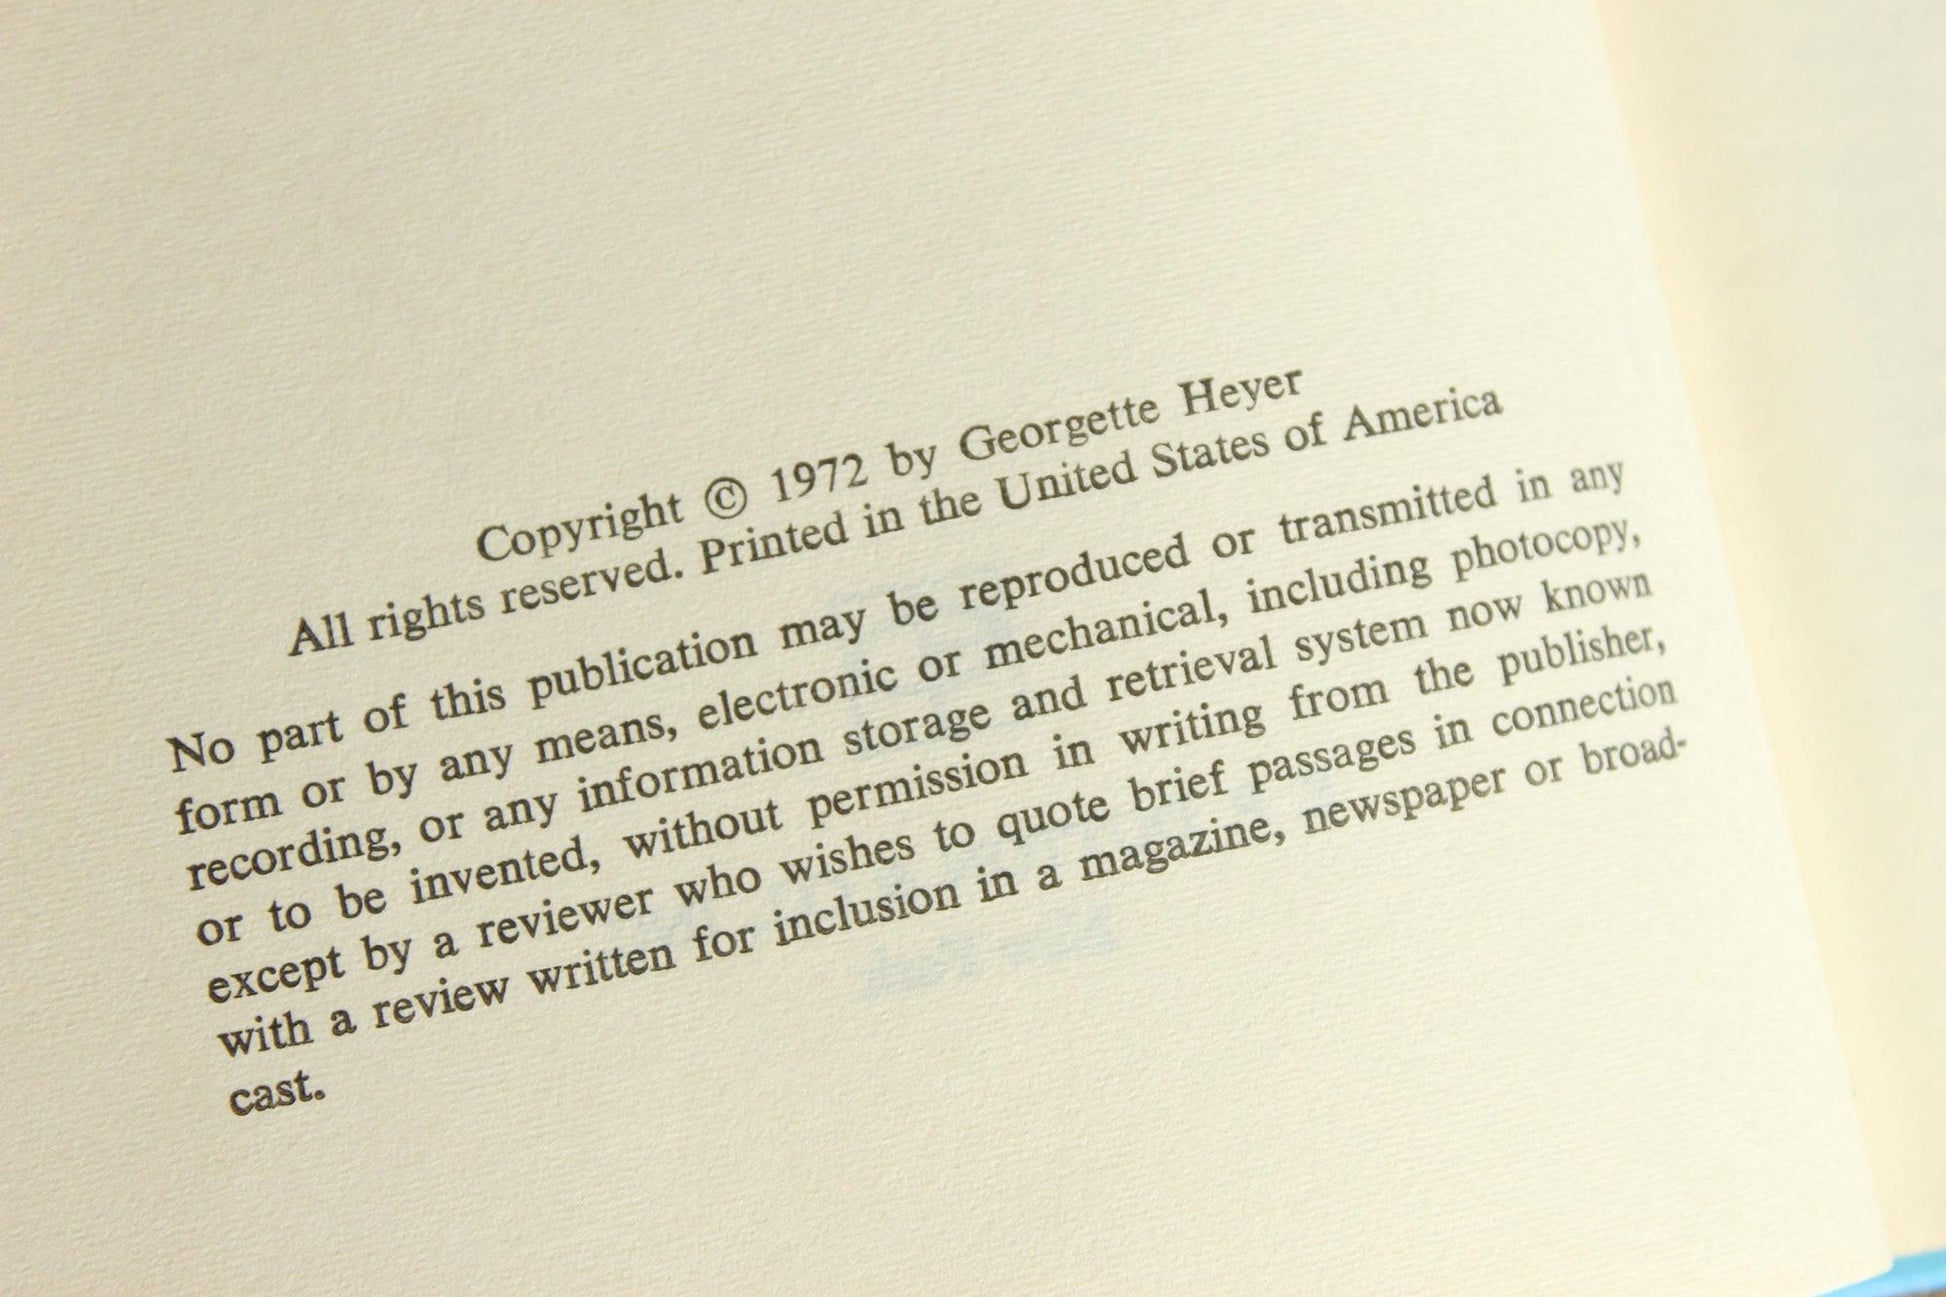 Copyright © 1972 by Georgette Heyer
All rights reserved. Printed in the United States of America
No part of this publication may be reproduced or transmitted in any
form or by any means, electronic or mechanical, including photocopy,
recording, or any information storage and retrieval system now known
or to be invented, without permission in writing from the publisher,
except by a reviewer who wishes to quote brief passages in connection
with a review written for inclusion in a magazine, newspaper or broad-
cast.